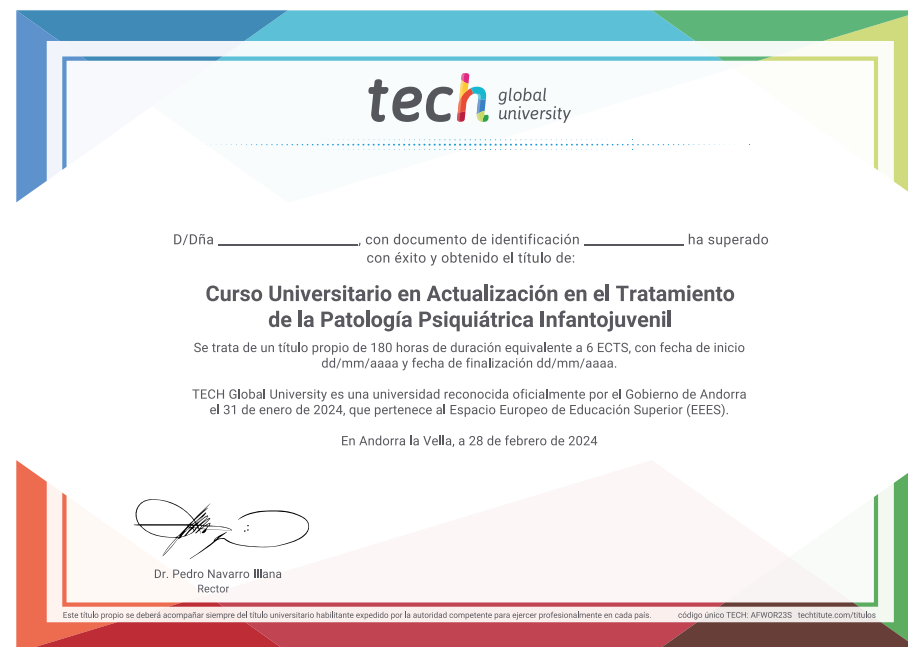 tech global university
D/Dña ____________, con documento de identificación ____________ ha superado
con éxito y obtenido el título de:
Curso Universitario en Actualización en el Tratamiento
de la Patología Psiquiátrica Infantojuvenil
Se trata de un título propio de 180 horas de duración equivalente a 6 ECTS, con fecha de inicio
dd/mm/aaaa y fecha de finalización dd/mm/aaaa.
TECH Global University es una universidad reconocida oficialmente por el Gobierno de Andorra
el 31 de enero de 2024, que pertenece al Espacio Europeo de Educación Superior (EEES).
En Andorra la Vella, a 28 de febrero de 2024
Dr. Pedro Navarro Illana
Rector
Este título propio se deberá acompañar siempre del título universitario habilitante expedido por la autoridad competente para ejercer profesionalmente en cada país. código único TECH: AFWOR23S techtitute.com/titulos